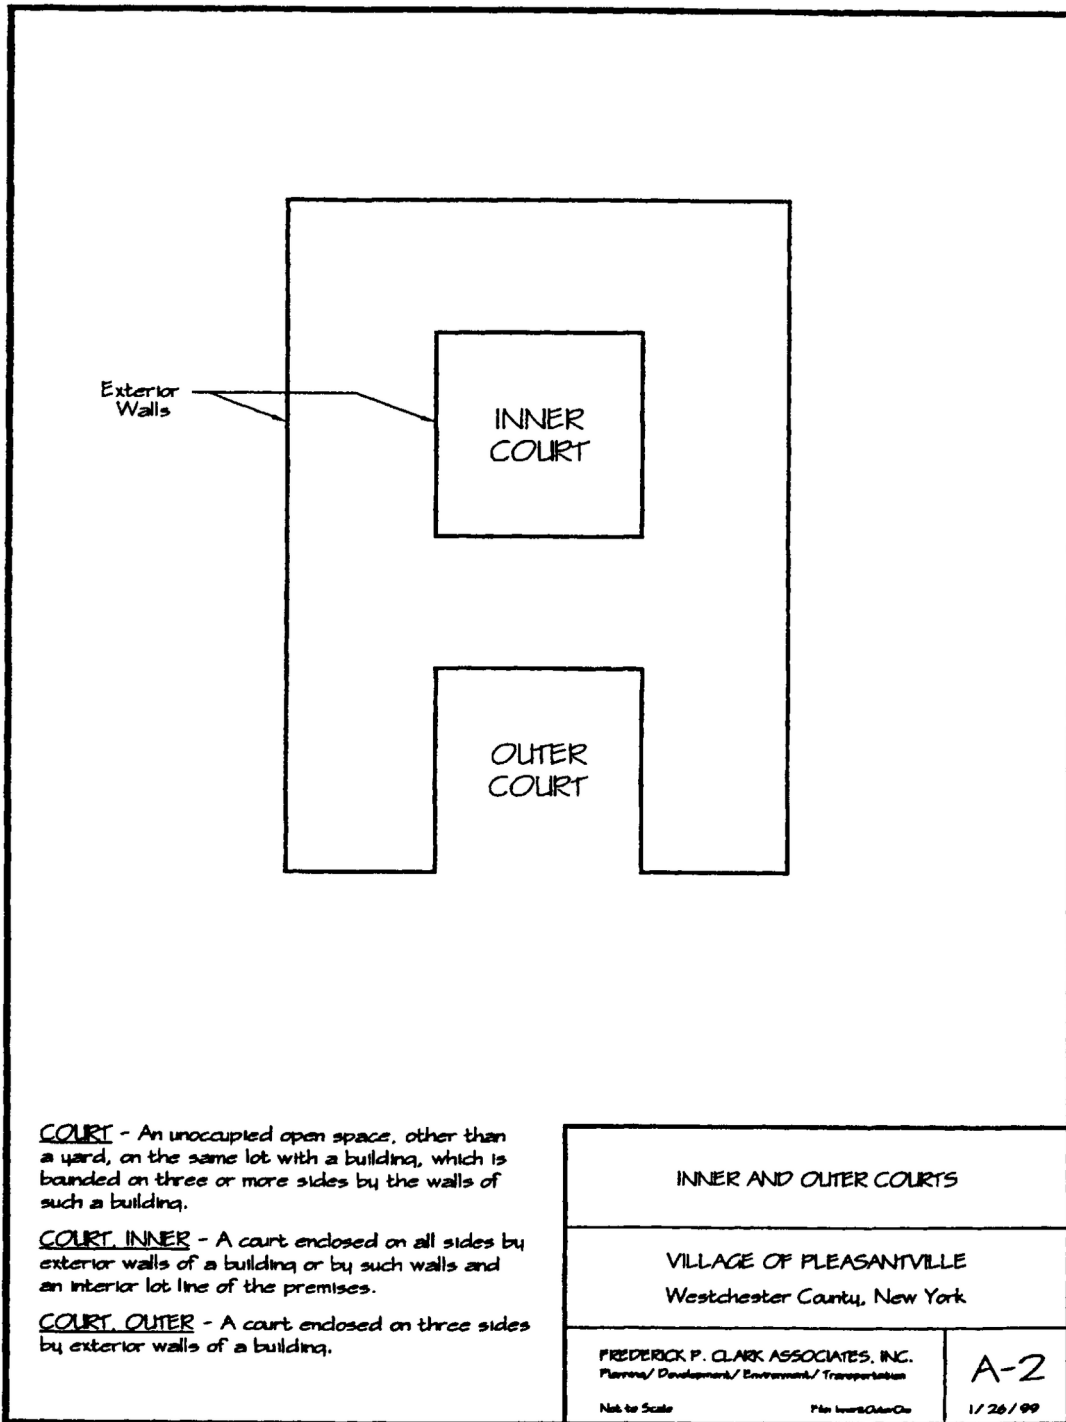 Exterior
Walls
INNER
COURT
OUTER
COURT
COURT - An unoccupied open space, other than
a yard, on the same lot with a building, which is
bounded on three or more sides by the walls of
such a building.
COURT, INNER - A court enclosed on all sides by
exterior walls of a building or by such walls and
an interior lot line of the premises.
COURT, OUTER - A court enclosed on three sides
by exterior walls of a building.
INNER AND OUTER COURTS
VILLAGE OF PLEASANTVILLE
Westchester County, New York
FREDERICK P. CLARK ASSOCIATES, INC.
Planning/ Development/ Environment/ Transportation
Not to Scale
A-2
1/26/99